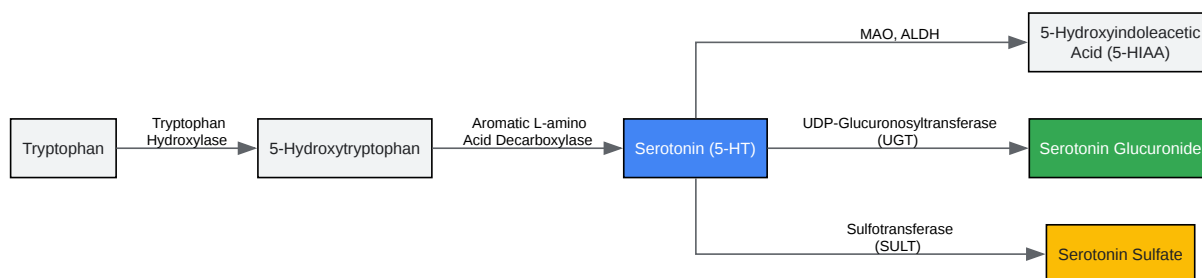 MAO, ALDH
5-Hydroxyindoleacetic
Acid (5-HIAA)
Tryptophan
Tryptophan
Hydroxylase
5-Hydroxytryptophan
Aromatic L-amino
Acid Decarboxylase
Serotonin (5-HT)
UDP-Glucuronosyltransferase
(UGT)
Serotonin Glucuronide
Sulfotransferase
(SULT)
Serotonin Sulfate